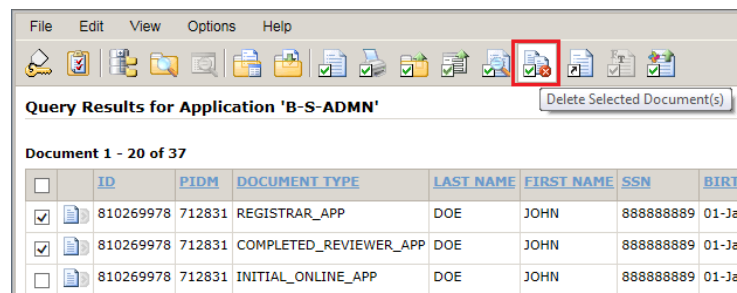 File Edit View Options Help
Delete Selected Document(s)
Query Results for Application 'B-S-ADMN'
Document 1 - 20 of 37
ID PIDM DOCUMENT TYPE LAST NAME FIRST NAME SSN BIRT
810269978 712831 REGISTRAR_APP DOE JOHN 888888889 01-Ja
810269978 712831 COMPLETED_REVIEWER_APP DOE JOHN 888888889 01-Ja
810269978 712831 INITIAL_ONLINE_APP DOE JOHN 888888889 01-Ja